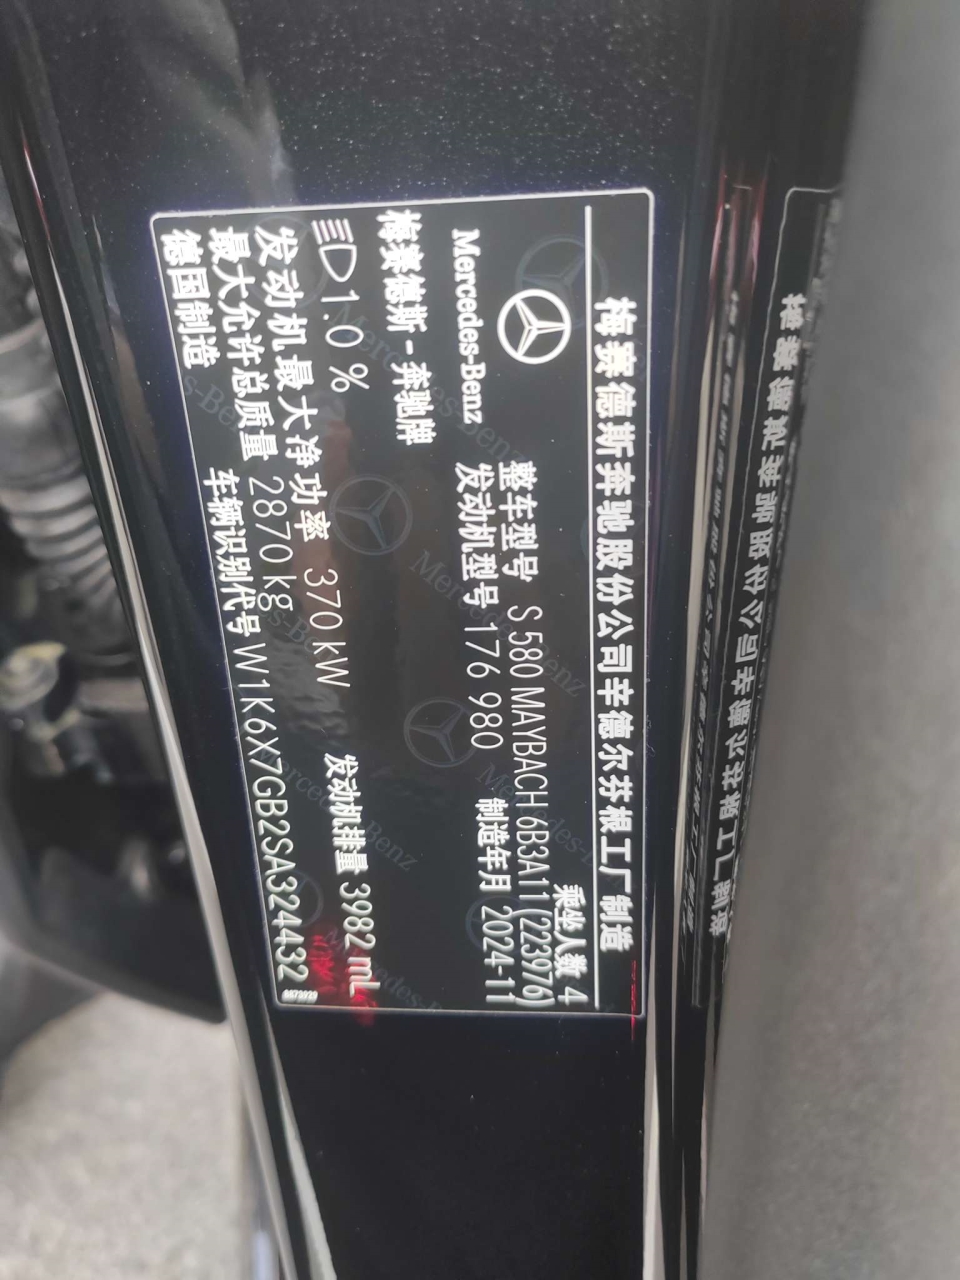 梅赛德斯奔驰股份公司辛德尔芬根工厂制造
乘坐人数 4
Mercedes-Benz
整车型号 S 580 MAYBACH 6B3A11(223976)
发动机型号 176 980
制造年月 2024-11
梅赛德斯-奔驰牌
1.0 %
发动机排量 3982 mL
发动机最大净功率 370 kW
最大允许总质量 2870 kg
车辆识别代号 W1K6X7GB2SA324432
德国制造